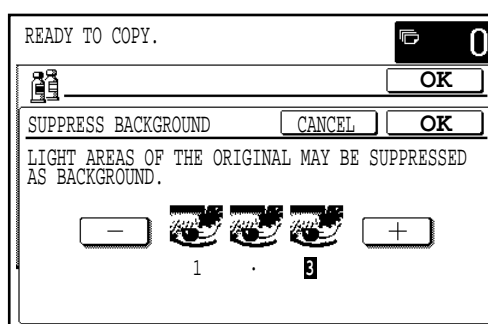 READY TO COPY.
0
OK
SUPPRESS BACKGROUND CANCEL OK
LIGHT AREAS OF THE ORIGINAL MAY BE SUPPRESSED
AS BACKGROUND.
− +
1 · 3